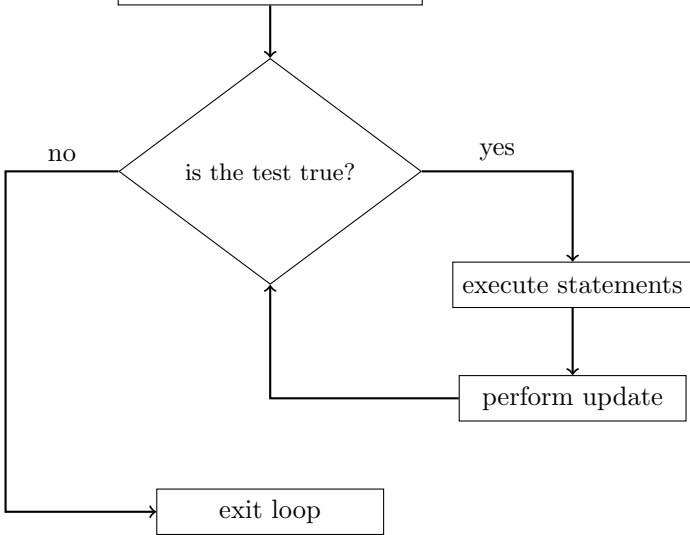 no
yes
is the test true?
execute statements
perform update
exit loop